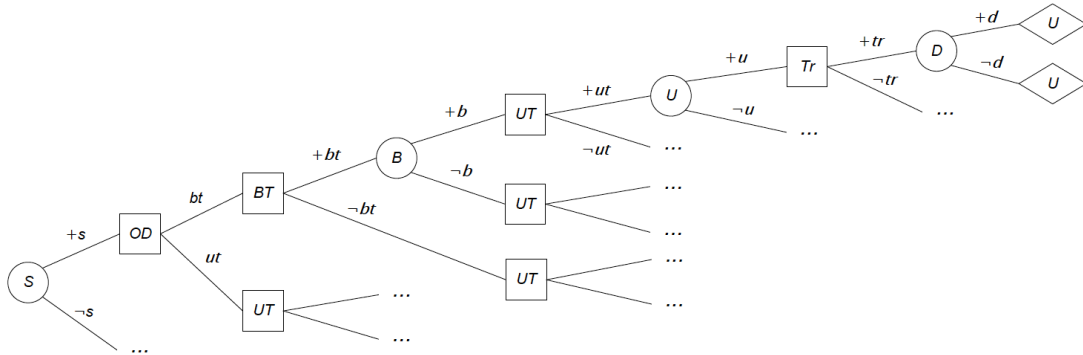 +d
U
+tr
D
+u
Tr
¬d
U
+ut
U
¬tr
+b
UT
¬u
...
...
+bt
B
¬ut
...
bt
BT
¬b
UT
...
...
¬bt
+s
OD
ut
UT
...
...
S
UT
...
...
¬s
...